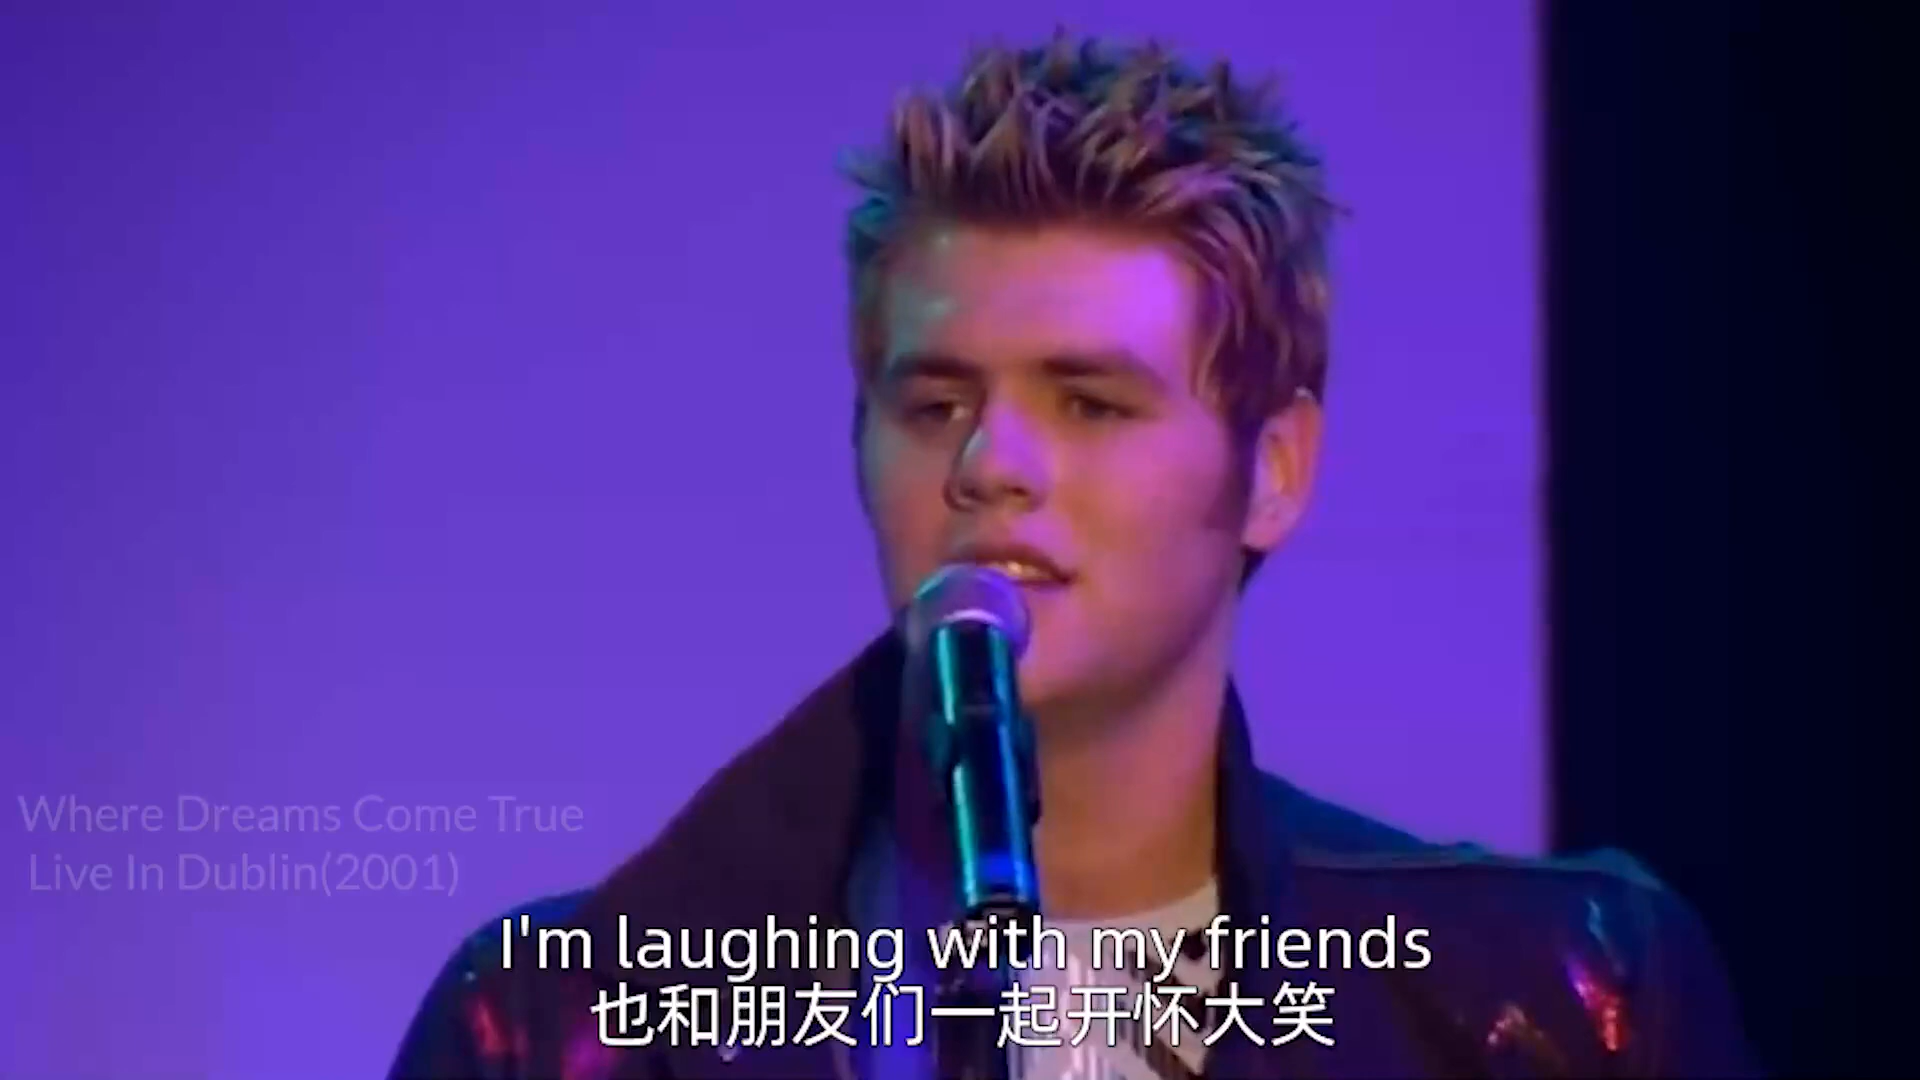 Where Dreams Come True
Live In Dublin(2001)
I'm laughing with my friends
也和朋友们一起开怀大笑